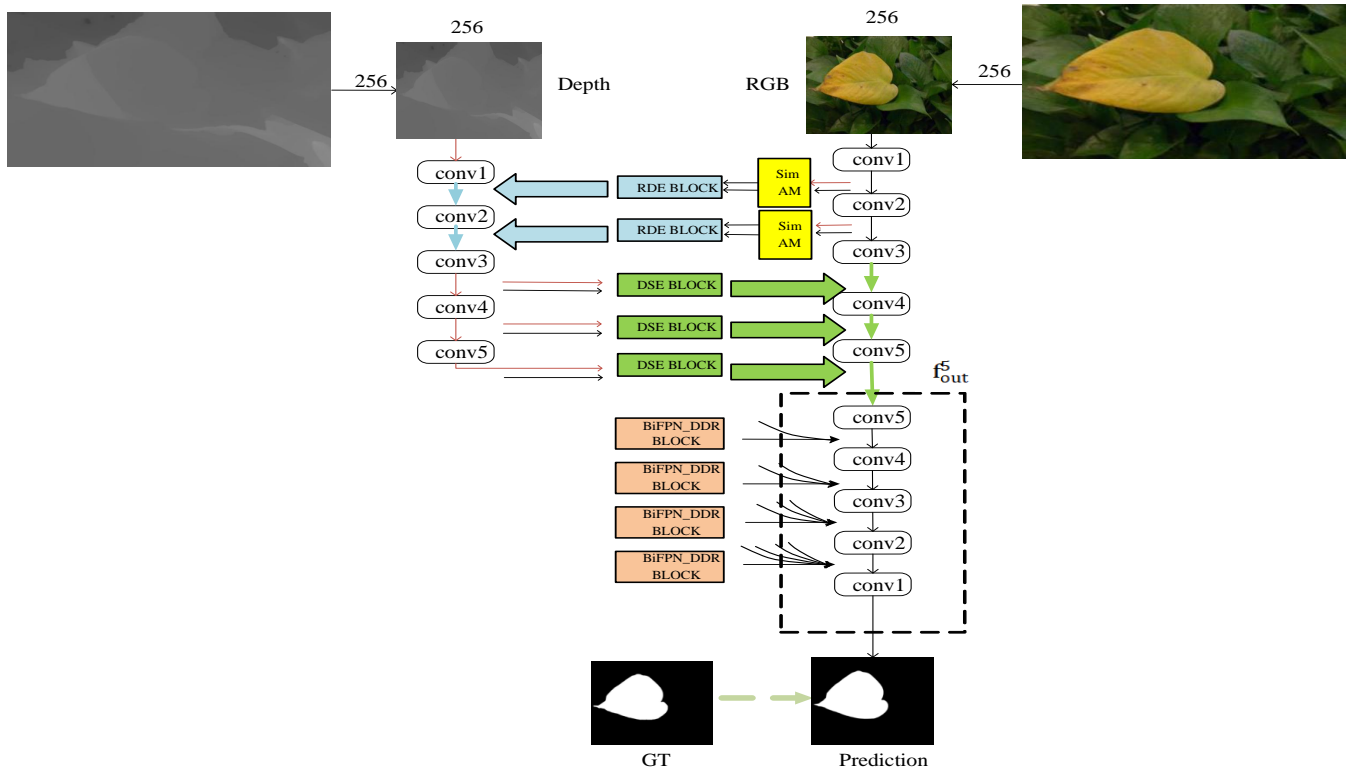 256
256
256
Depth
RGB
256
conv1
conv1
Sim
AM
RDE BLOCK
conv2
conv2
Sim
AM
RDE BLOCK
conv3
conv3
DSE BLOCK
conv4
conv4
DSE BLOCK
conv5
conv5
DSE BLOCK
f⁵out
conv5
BiFPN_DDR
BLOCK
conv4
BiFPN_DDR
BLOCK
conv3
BiFPN_DDR
BLOCK
conv2
BiFPN_DDR
BLOCK
conv1
GT
Prediction